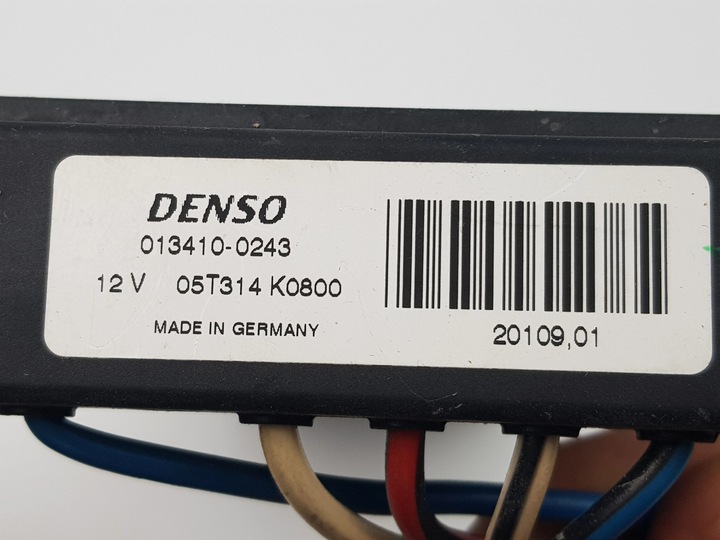 DENSO
013410-0243
12 V 05T314 K0800
MADE IN GERMANY
20109,01